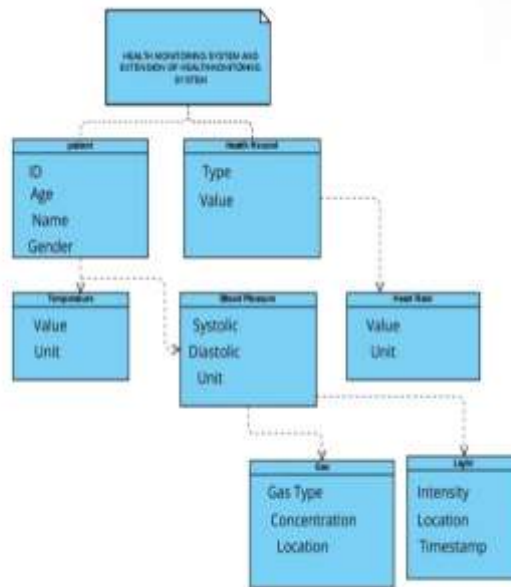 HEALTH MONITORING SYSTEM AND
EXTENSION OF HEALTH MONITORING
SYSTEM
patient
ID
Age
Name
Gender
Health Record
Type
Value
Temperature
Value
Unit
Blood Pleasure
Systolic
Diastolic
Unit
Heart Rate
Value
Unit
Gas
Gas Type
Concentration
Location
Light
Intensity
Location
Timestamp